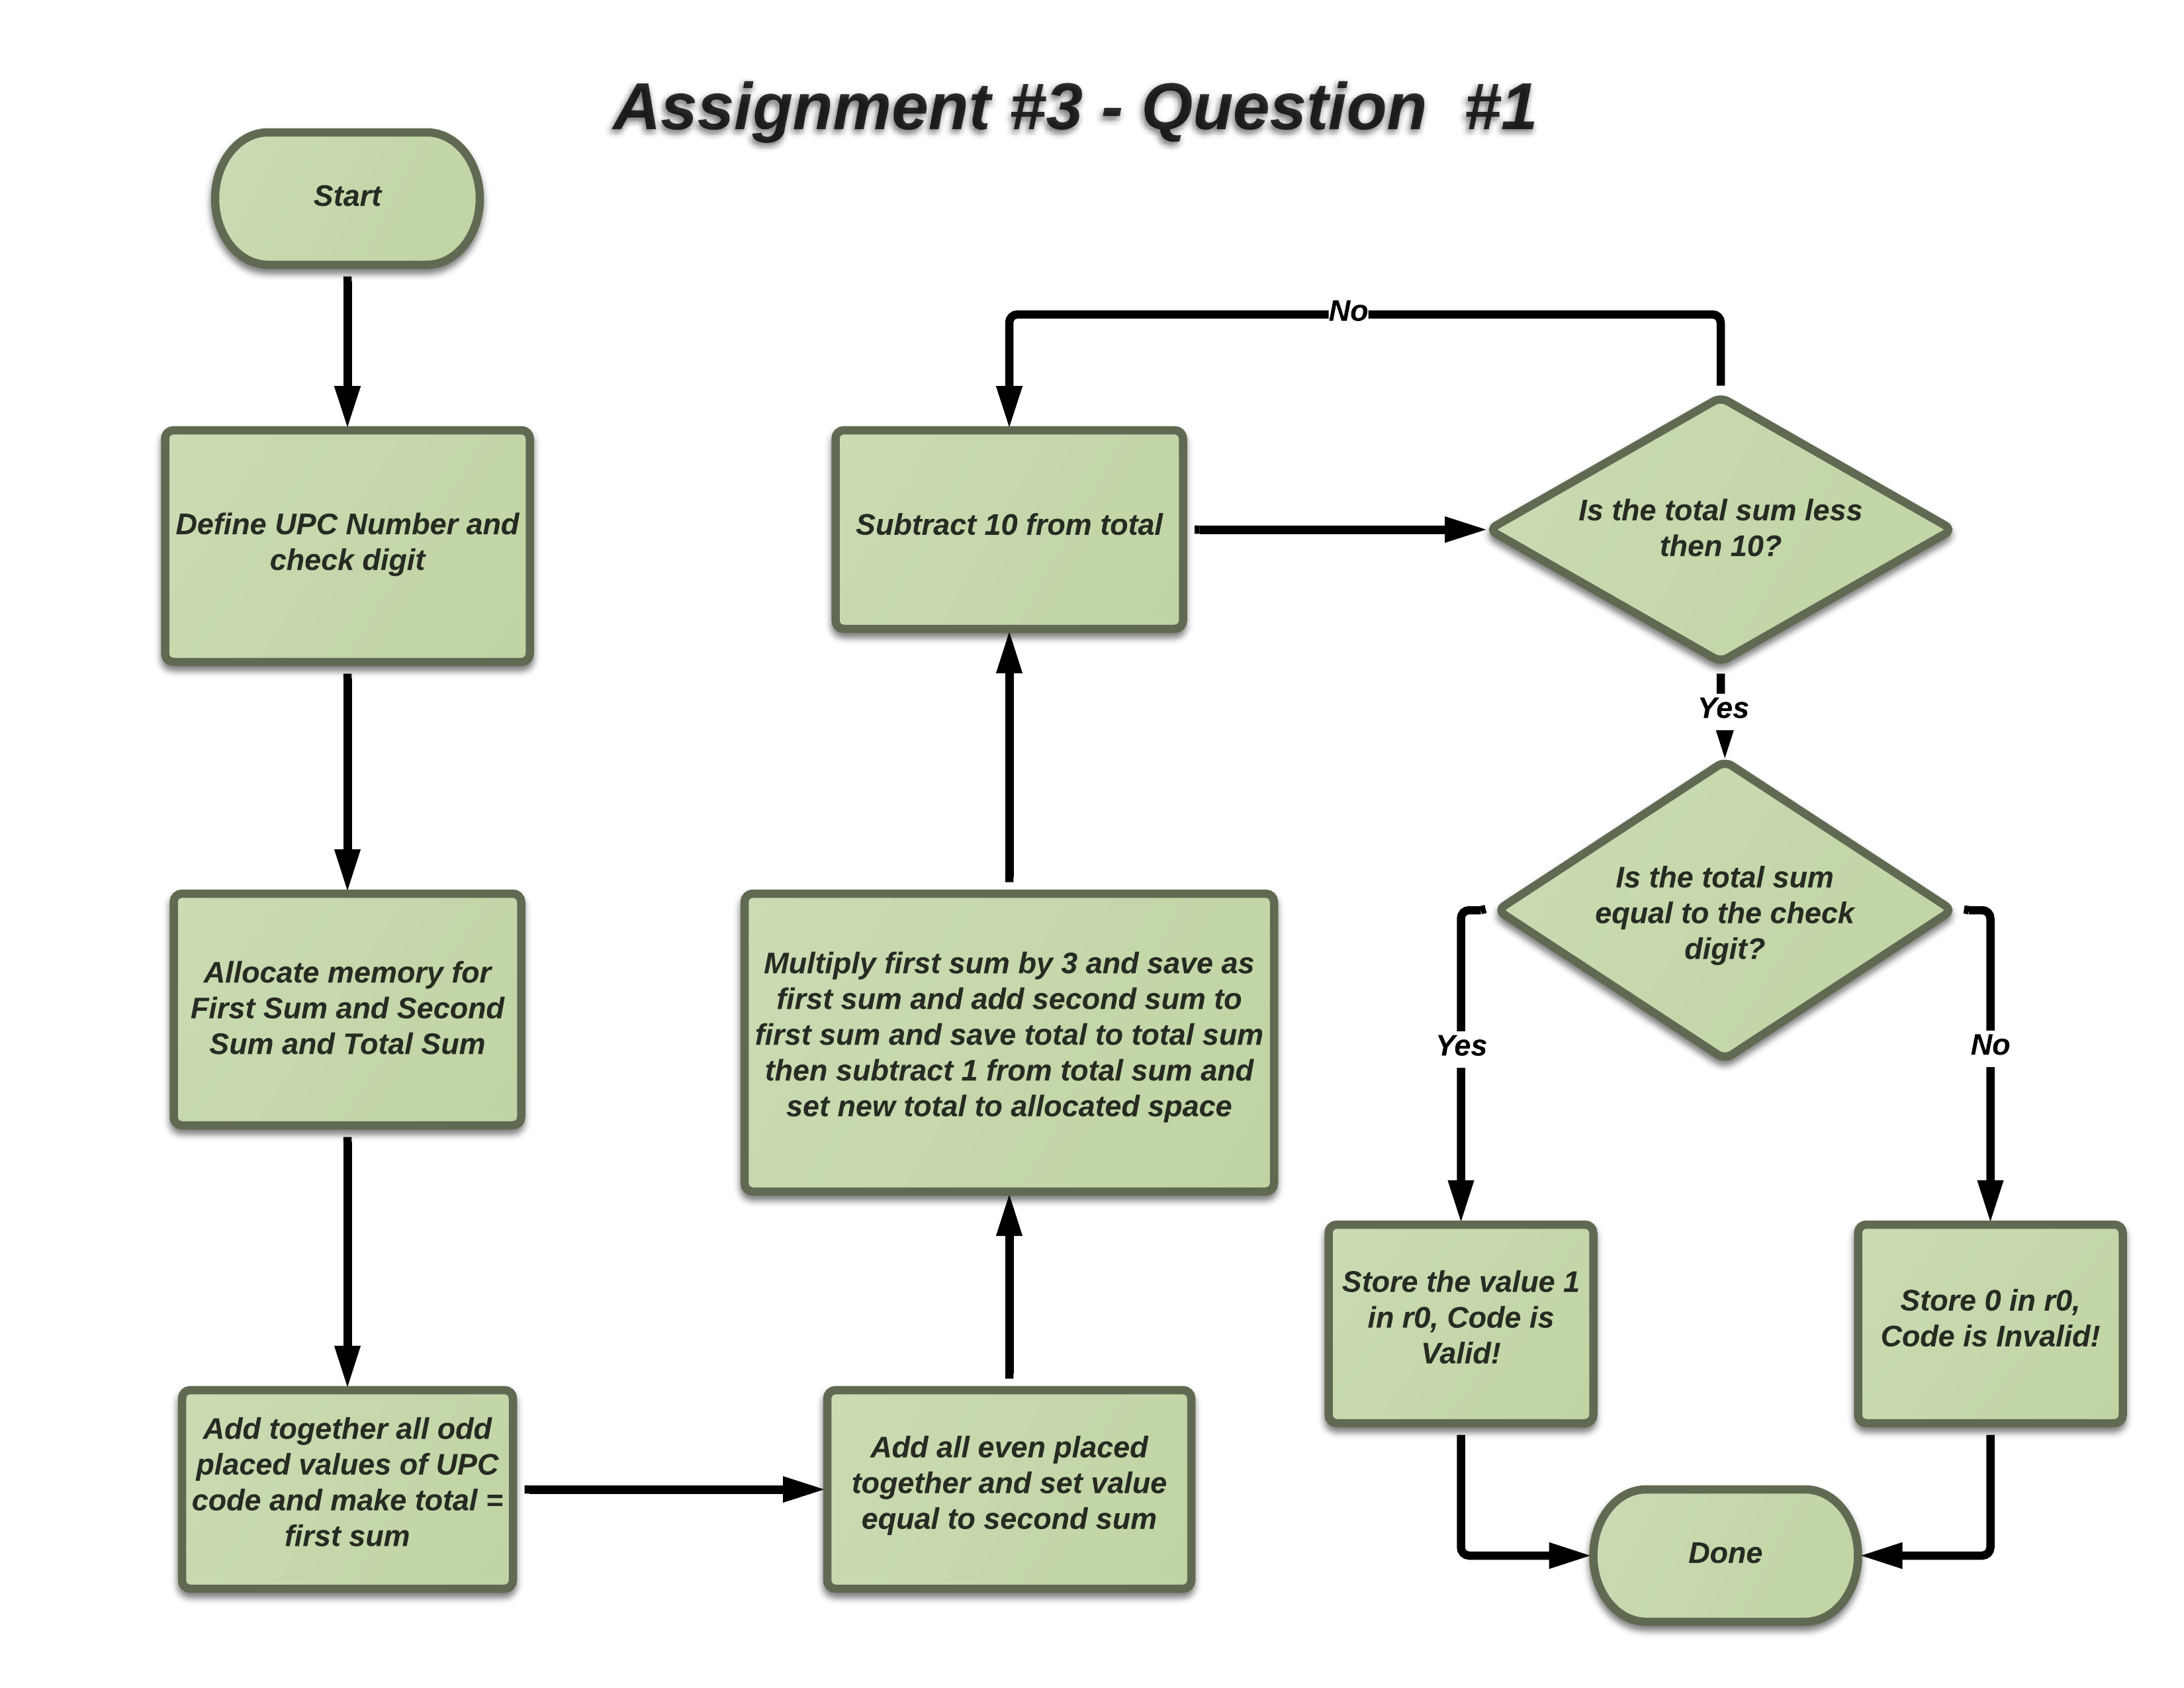 Assignment #3 - Question #1
Start
Define UPC Number and
check digit
Allocate memory for
First Sum and Second
Sum and Total Sum
Add together all odd
placed values of UPC
code and make total =
first sum
Add all even placed
together and set value
equal to second sum
Multiply first sum by 3 and save as
first sum and add second sum to
first sum and save total to total sum
then subtract 1 from total sum and
set new total to allocated space
Subtract 10 from total
No
Is the total sum less
then 10?
Yes
Is the total sum
equal to the check
digit?
Yes
No
Store the value 1
in r0, Code is
Valid!
Store 0 in r0,
Code is Invalid!
Done